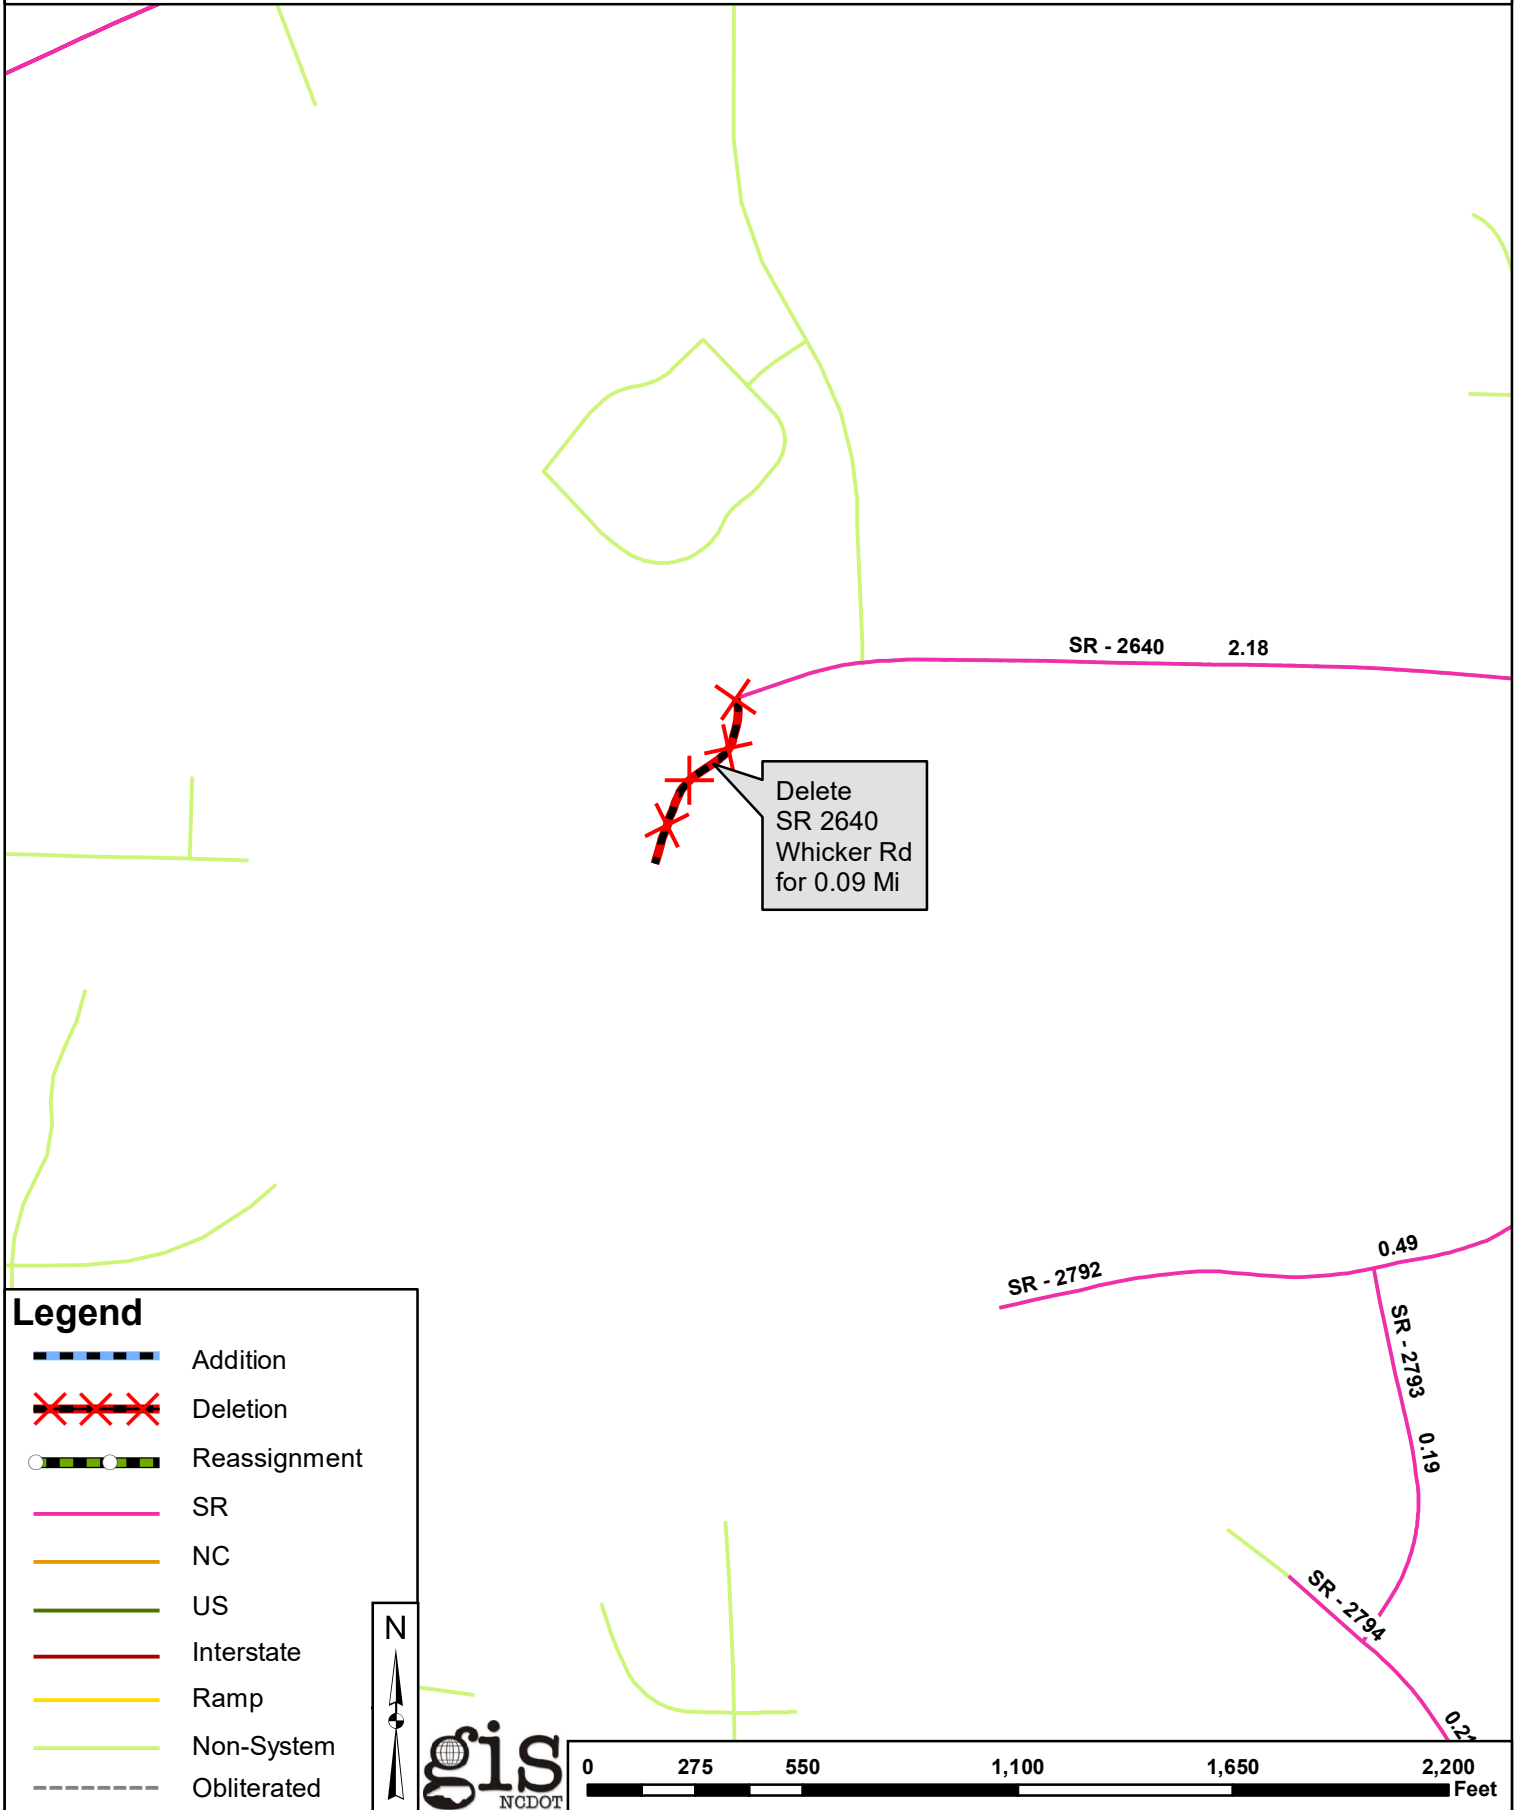 SR - 2640 2.18
Delete
SR 2640
Whicker Rd
for 0.09 Mi
SR - 2792
0.49
SR - 2793
0.19
SR - 2794
0.21
Legend
Addition
Deletion
Reassignment
SR
NC
US
Interstate
Ramp
Non-System
Obliterated
N
gis
NCDOT
0 275 550 1,100 1,650 2,200
Feet